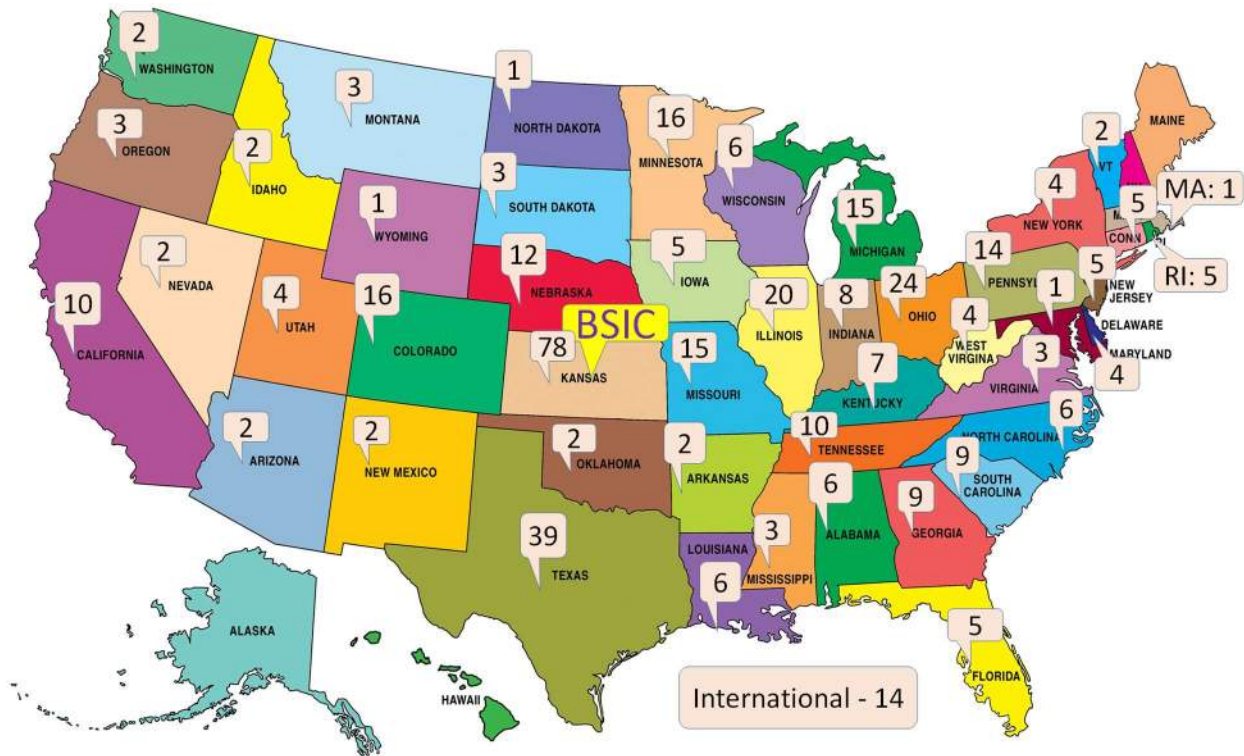 2
WASHINGTON
3
OREGON
2
IDAHO
3
MONTANA
1
NORTH DAKOTA
16
MINNESOTA
6
WISCONSIN
15
MICHIGAN
3
SOUTH DAKOTA
1
WYOMING
10
CALIFORNIA
2
NEVADA
4
UTAH
16
COLORADO
12
NEBRASKA
5
IOWA
BSIC
78
KANSAS
15
MISSOURI
20
ILLINOIS
8
INDIANA
24
OHIO
7
KENTUCKY
4
WEST
VIRGINA
3
VIRGINIA
14
PENNSYL
4
NEW YORK
2
VT
MAINE
5
CONN
MA: 1
RI: 5
5
NEW
JERSEY
DELAWARE
1
MARYLAND
4
2
ARIZONA
2
NEW MEXICO
2
OKLAHOMA
2
ARKANSAS
10
TENNESSEE
6
NORTH CAROLINA
9
SOUTH
CAROLINA
39
TEXAS
LOUISIANA
6
3
MISSISSIPPI
6
ALABAMA
9
GEORGIA
5
FLORIDA
ALASKA
HAWAII
International - 14